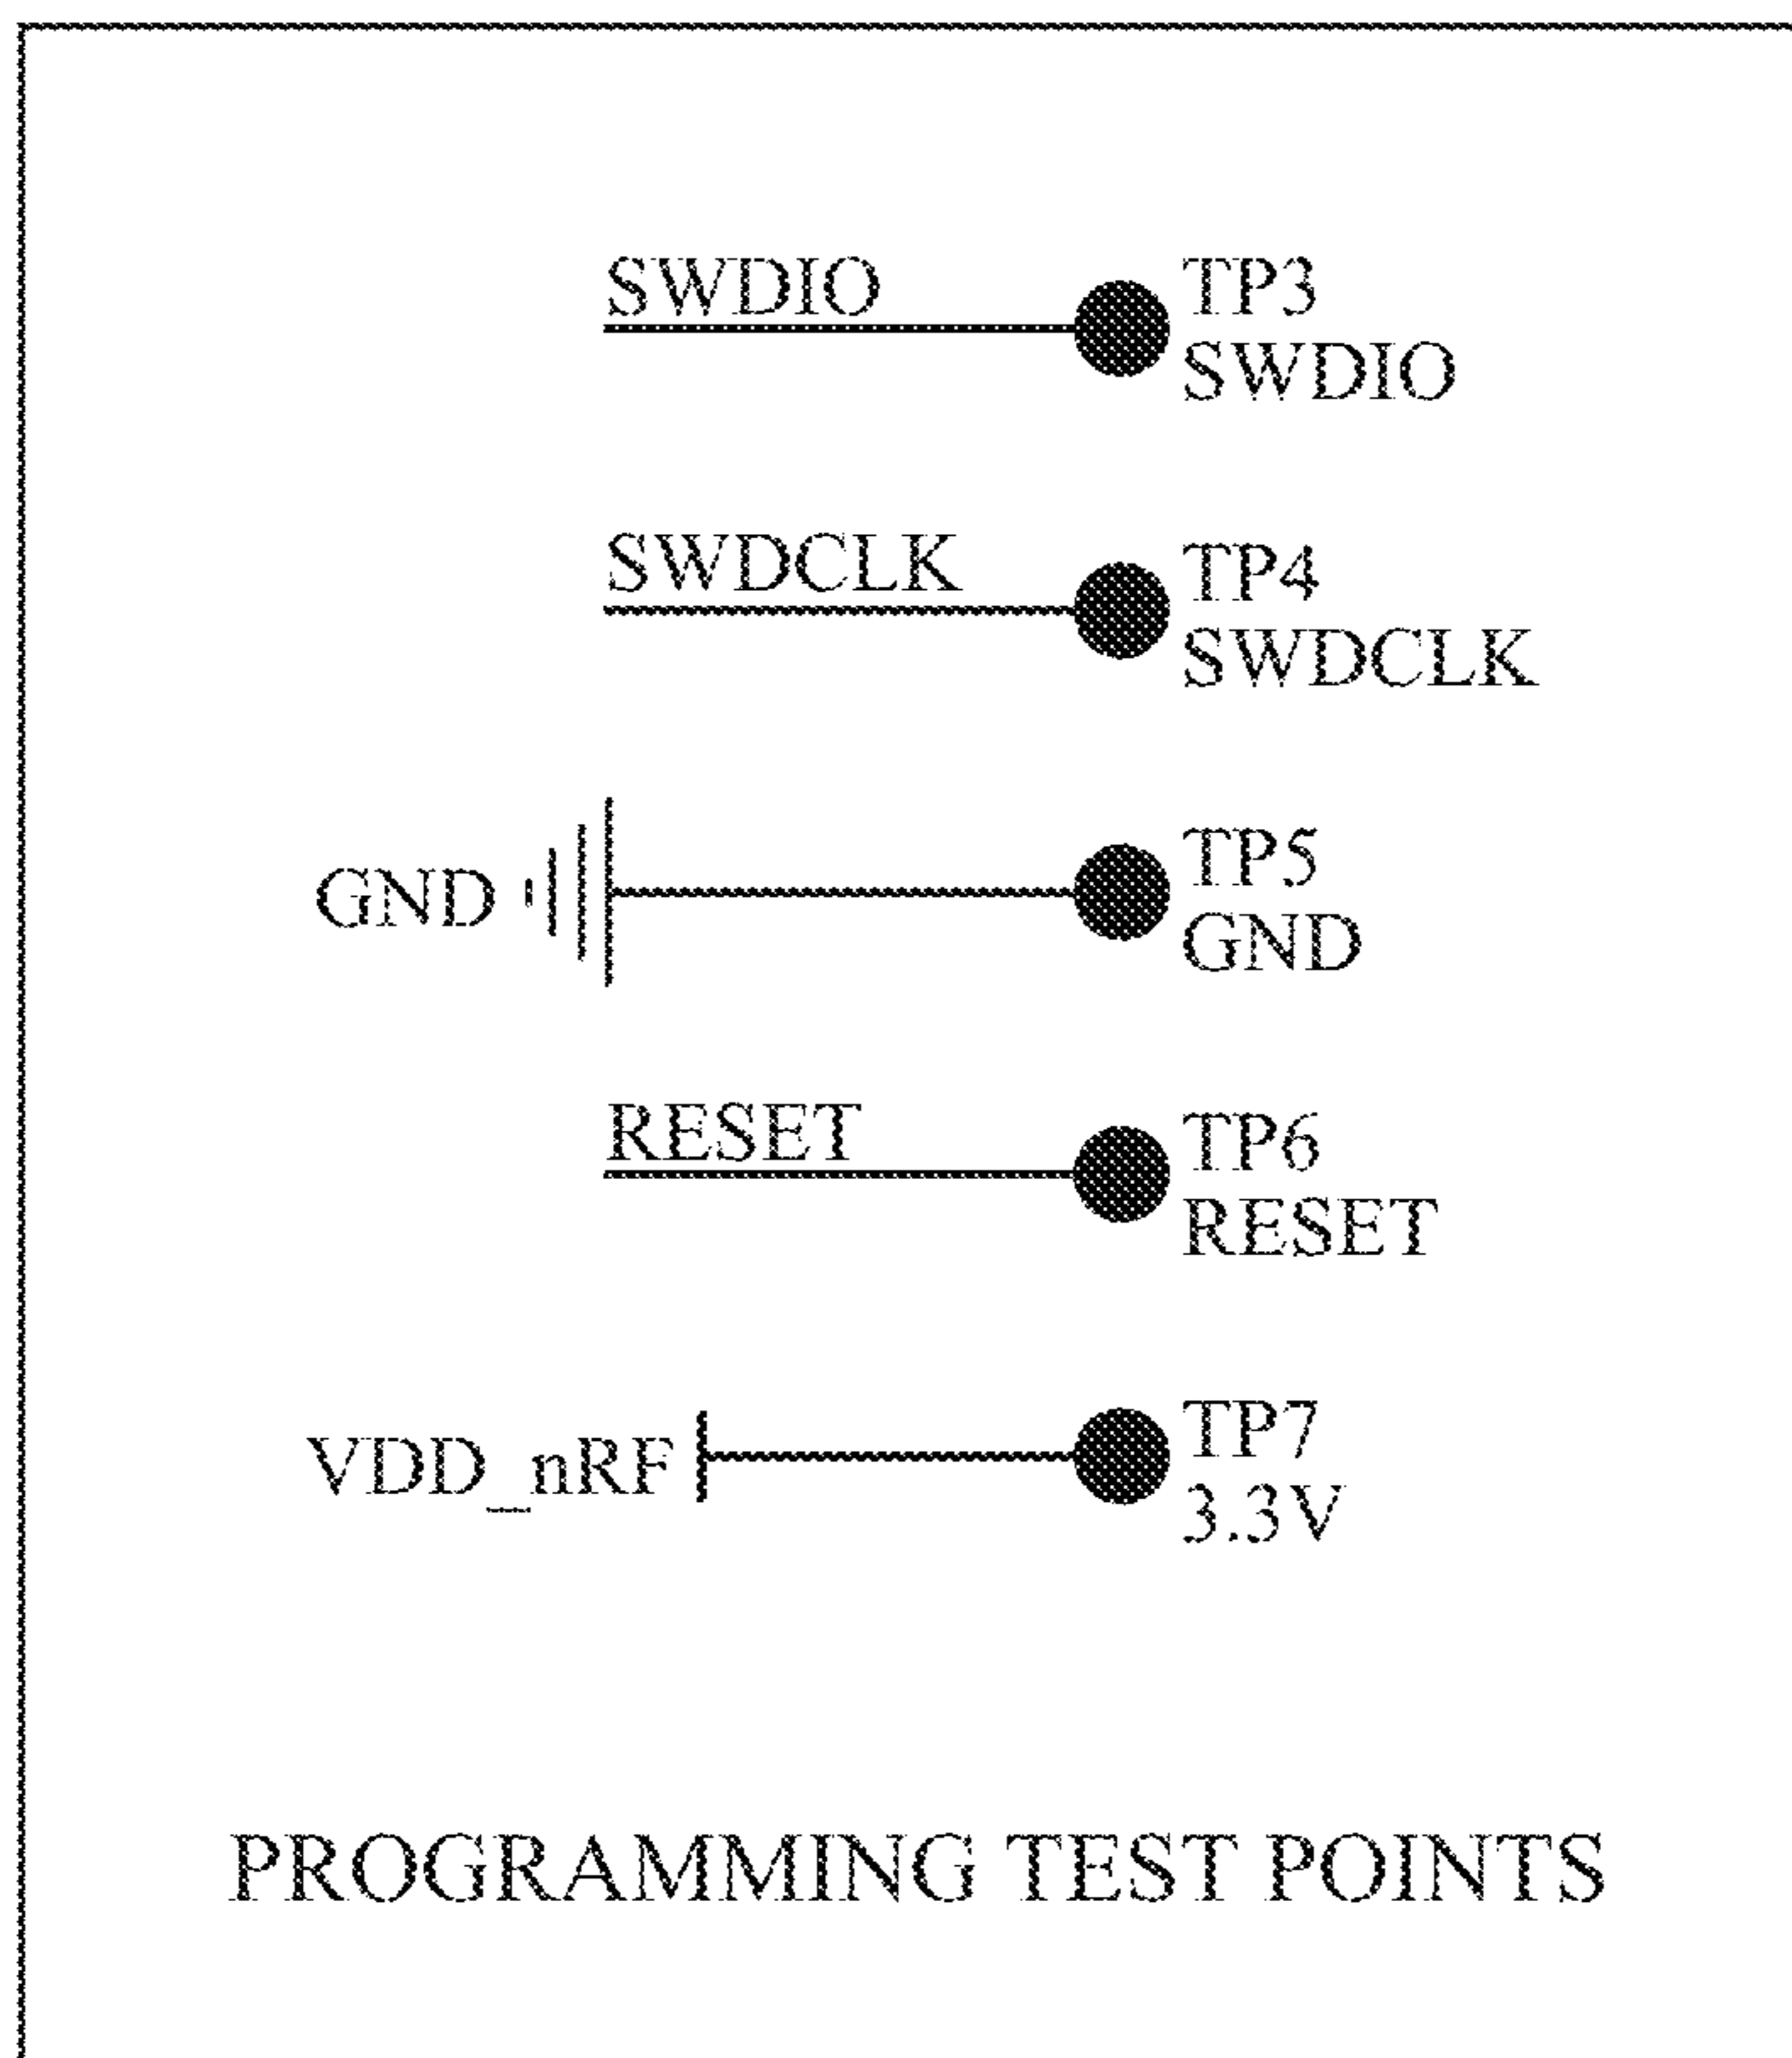 SWDIO
TP3
SWDIO
SWDCLK
TP4
SWDCLK
GND
TP5
GND
RESET
TP6
RESET
VDD_nRF
TP7
3.3V
PROGRAMMING TEST POINTS